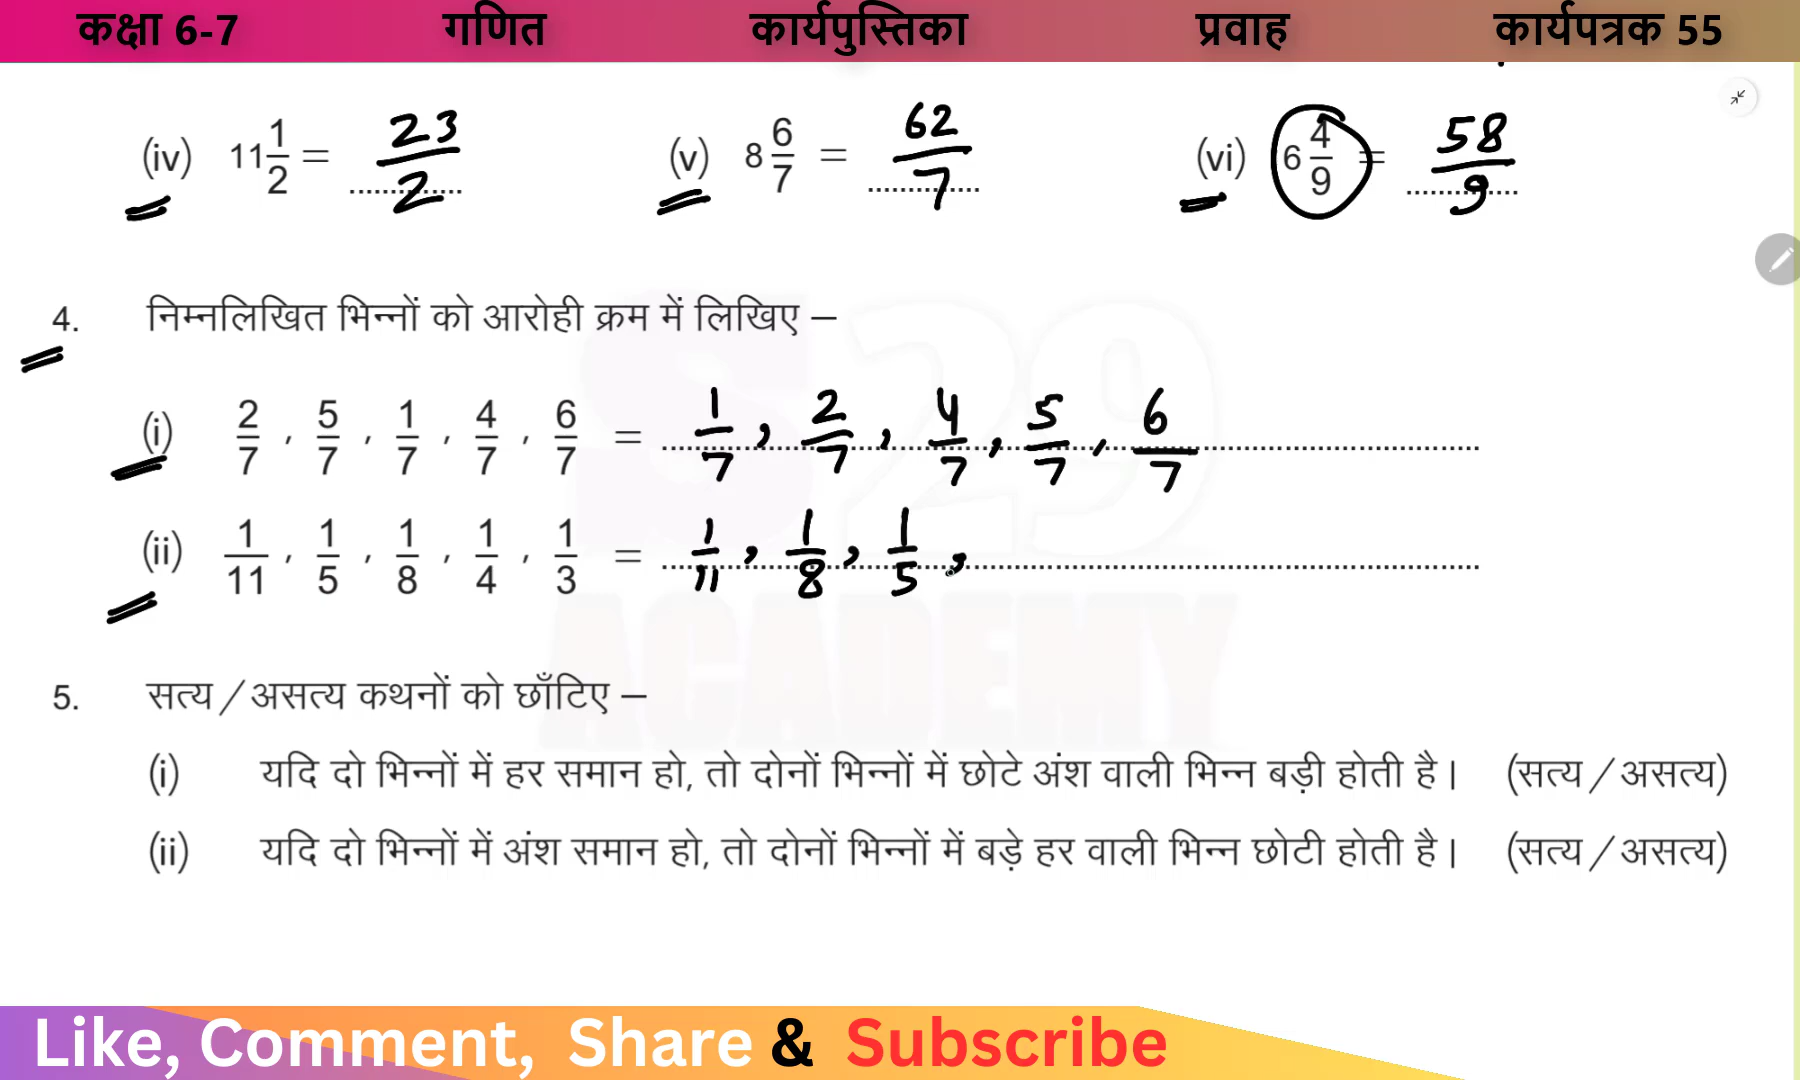 कक्षा 6-7 गणित कार्यपुस्तिका प्रवाह कार्यपत्रक 55
(iv) 11 1/2 = 23/2 (v) 8 6/7 = 62/7 (vi) 6 4/9 = 58/9
4. निम्नलिखित भिन्नों को आरोही क्रम में लिखिए –
(i) 2/7 , 5/7 , 1/7 , 4/7 , 6/7 = 1/7 , 2/7 , 4/7 , 5/7 , 6/7
(ii) 1/11 , 1/5 , 1/8 , 1/4 , 1/3 = 1/11 , 1/8 , 1/5 ,
S29
ACADEMY
5. सत्य / असत्य कथनों को छाँटिए –
(i) यदि दो भिन्नों में हर समान हो, तो दोनों भिन्नों में छोटे अंश वाली भिन्न बड़ी होती है। (सत्य / असत्य)
(ii) यदि दो भिन्नों में अंश समान हो, तो दोनों भिन्नों में बड़े हर वाली भिन्न छोटी होती है। (सत्य / असत्य)
Like, Comment, Share & Subscribe